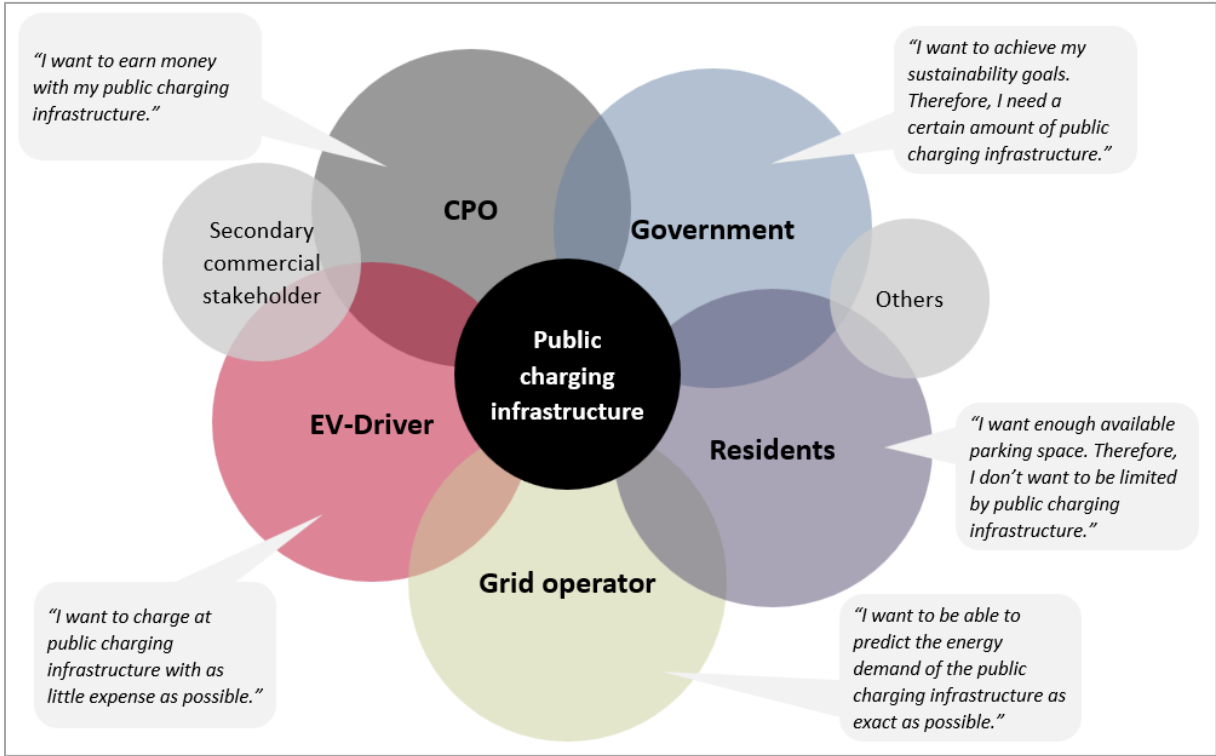 “I want to earn money
with my public charging
infrastructure.”
“I want to achieve my
sustainability goals.
Therefore, I need a
certain amount of public
charging infrastructure.”
CPO
Government
Secondary
commercial
stakeholder
Others
Public
charging
infrastructure
EV-Driver
Residents
“I want enough available
parking space. Therefore,
I don’t want to be limited
by public charging
infrastructure.”
Grid operator
“I want to charge at
public charging
infrastructure with as
little expense as possible.”
“I want to be able to
predict the energy
demand of the public
charging infrastructure as
exact as possible.”